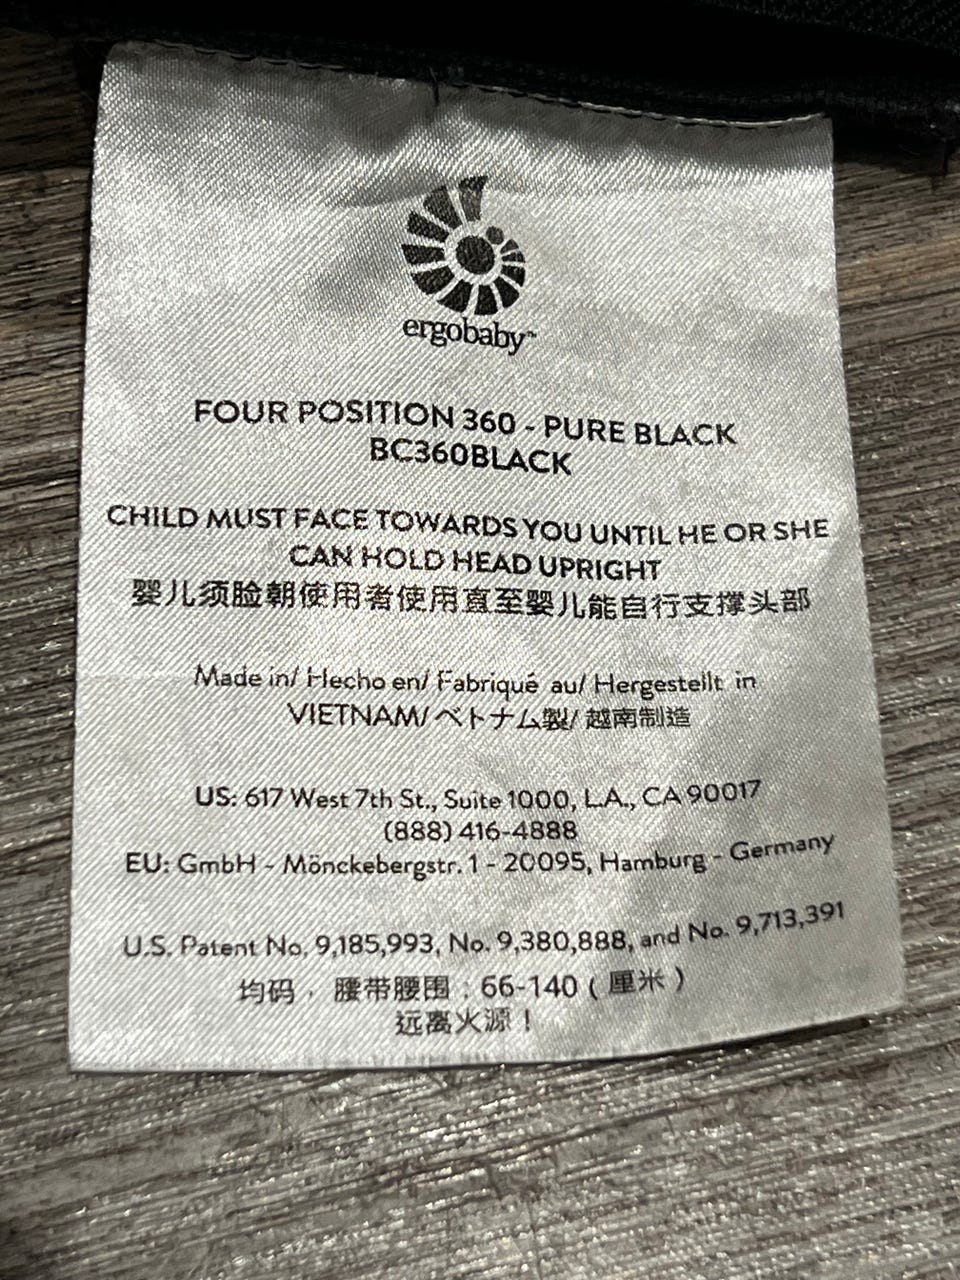 ergobaby™
FOUR POSITION 360 - PURE BLACK
BC360BLACK
CHILD MUST FACE TOWARDS YOU UNTIL HE OR SHE
CAN HOLD HEAD UPRIGHT
婴儿须脸朝使用者使用直至婴儿能自行支撑头部
Made in/ Hecho en/ Fabriqué au/ Hergestellt in
VIETNAM/ベトナム製/ 越南制造
US: 617 West 7th St., Suite 1000, L.A., CA 90017
(888) 416-4888
EU: GmbH - Mönckebergstr. 1 - 20095, Hamburg - Germany
U.S. Patent No. 9,185,993, No. 9,380,888, and No. 9,713,391
均码，腰带腰围：66-140（厘米）
远离火源！